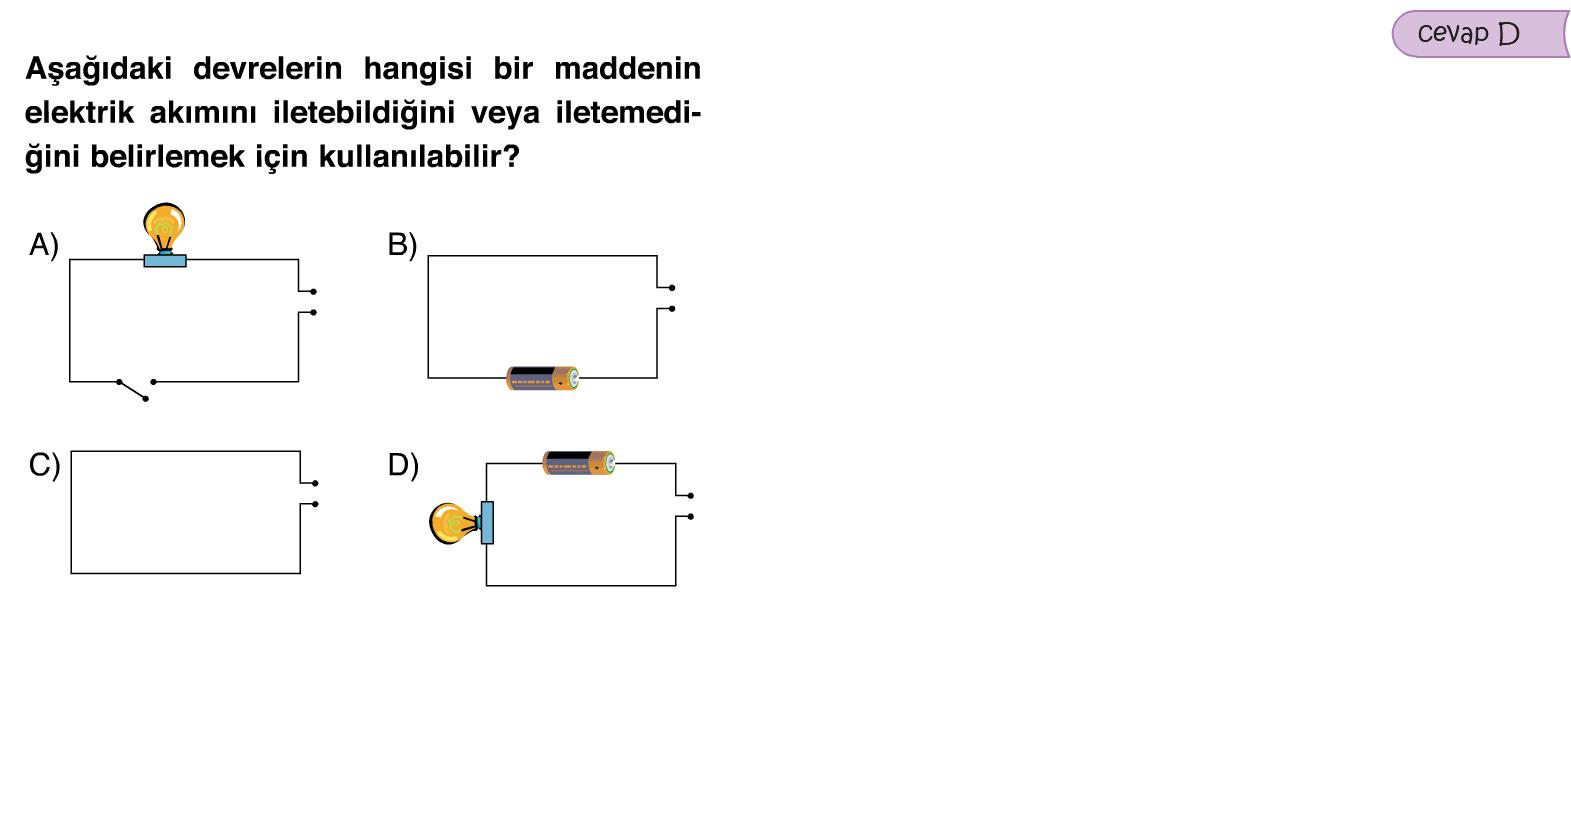 cevap D
Aşağıdaki devrelerin hangisi bir maddenin
elektrik akımını iletebildiğini veya iletemedi-
ğini belirlemek için kullanılabilir?
A)
B)
C)
D)